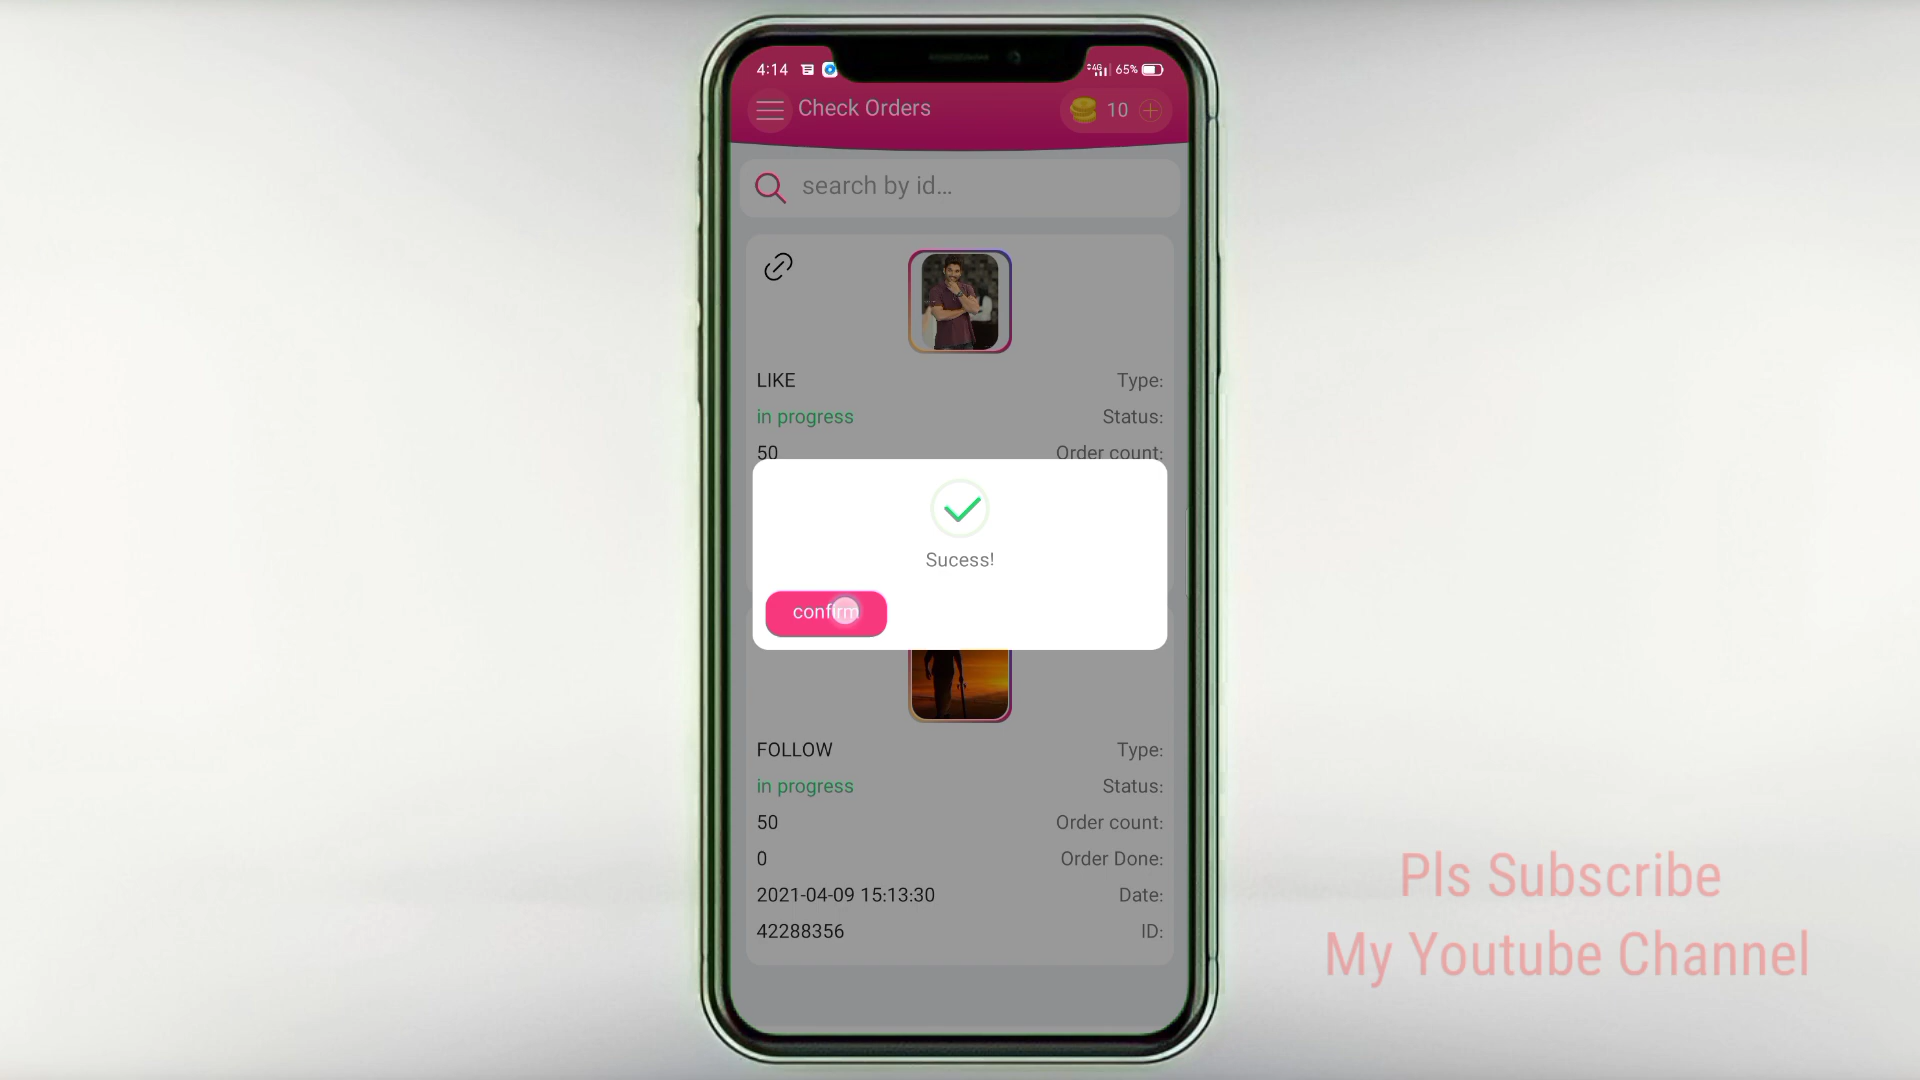 4:14 4G 65%
Check Orders 10
search by id...
LIKE Type:
in progress Status:
50 Order count:
Sucess!
confirm
FOLLOW Type:
in progress Status:
50 Order count:
0 Order Done:
2021-04-09 15:13:30 Date:
42288356 ID:
Pls Subscribe
My Youtube Channel